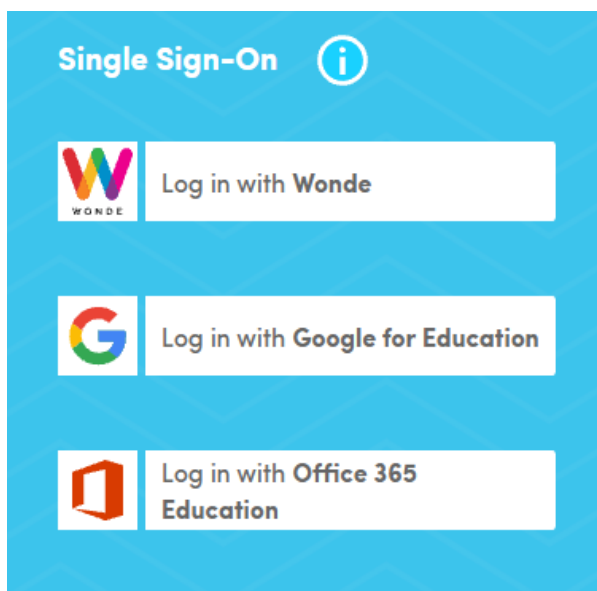 Single Sign-On
i
WONDE
Log in with Wonde
Log in with Google for Education
Log in with Office 365
Education